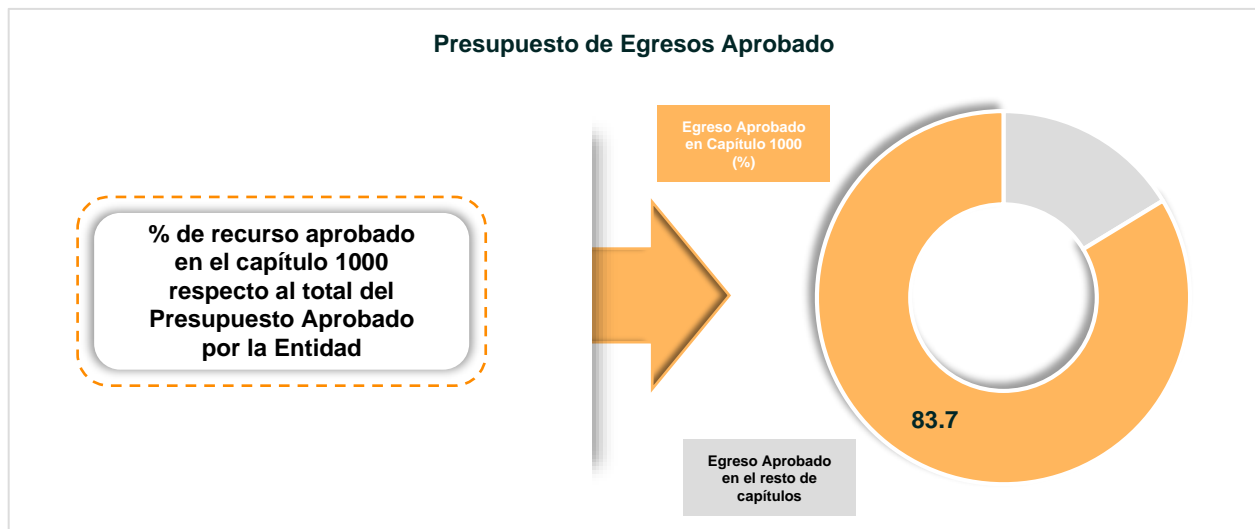 Presupuesto de Egresos Aprobado
Egreso Aprobado
en Capítulo 1000
(%)
% de recurso aprobado
en el capítulo 1000
respecto al total del
Presupuesto Aprobado
por la Entidad
83.7
Egreso Aprobado
en el resto de
capítulos